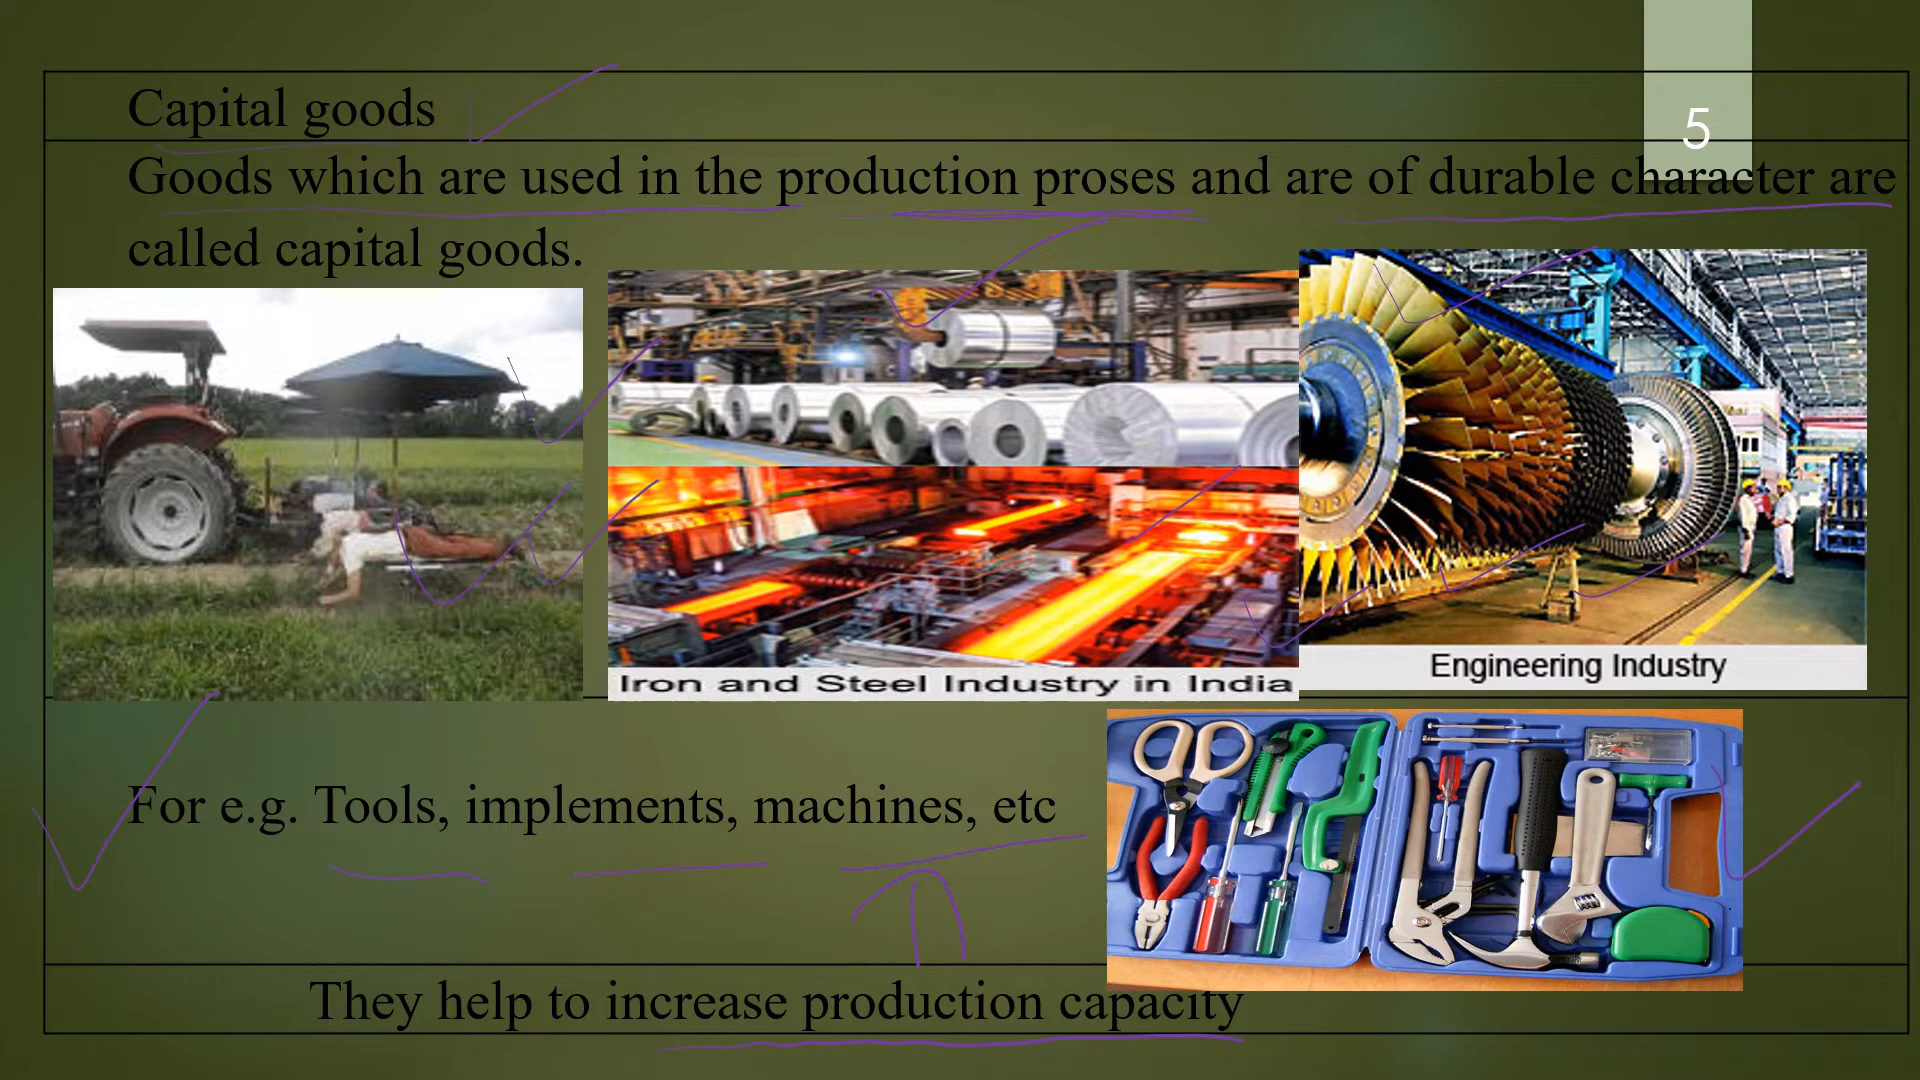 5
Capital goods
Goods which are used in the production proses and are of durable character are
called capital goods.
Iron and Steel Industry in India
Engineering Industry
For e.g. Tools, implements, machines, etc
They help to increase production capacity